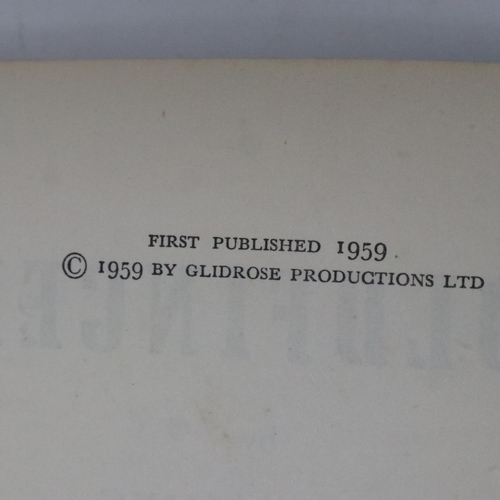 FIRST PUBLISHED 1959
© 1959 BY GLIDROSE PRODUCTIONS LTD